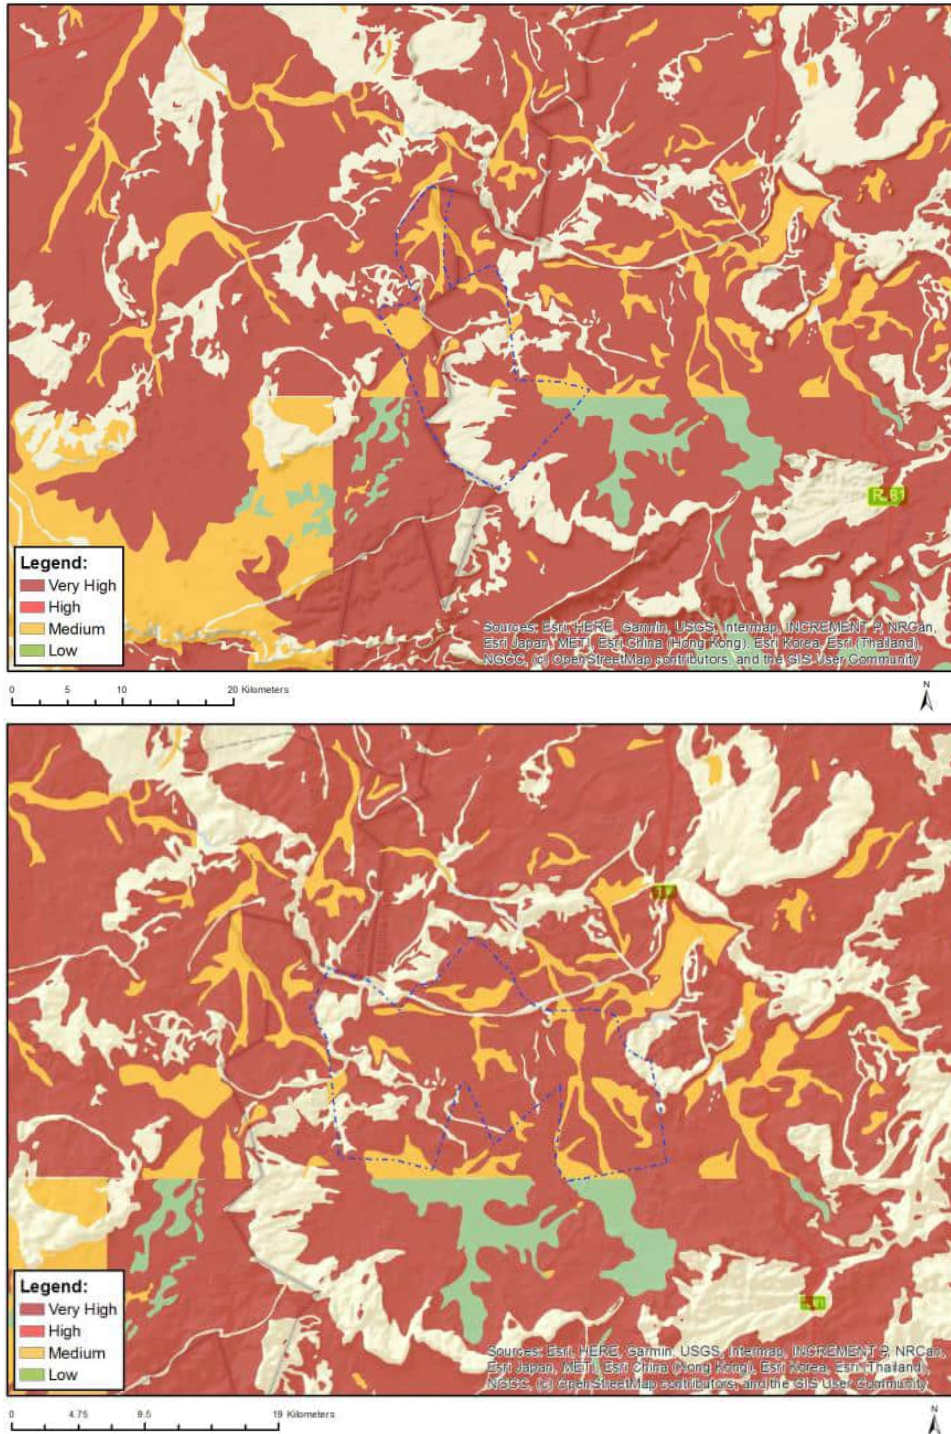 R381
Legend:
Very High
High
Medium
Low
Sources: Esri, HERE, Garmin, USGS, Intermap, INCREMENT P, NRCan,
Esri Japan, METI, Esri China (Hong Kong), Esri Korea, Esri (Thailand),
NGCC, (c) OpenStreetMap contributors, and the GIS User Community
0 5 10 20 Kilometers
N
Legend:
Very High
High
Medium
Low
Sources: Esri, HERE, Garmin, USGS, Intermap, INCREMENT P, NRCan,
Esri Japan, METI, Esri China (Hong Kong), Esri Korea, Esri (Thailand),
NGCC, (c) OpenStreetMap contributors, and the GIS User Community
0 4.75 9.5 19 Kilometers
N